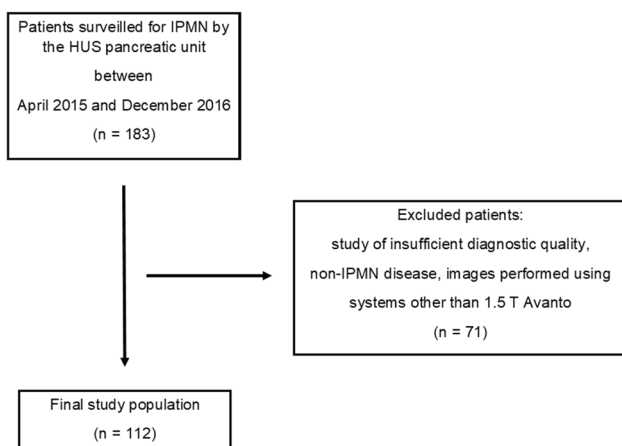 Patients surveilled for IPMN by
the HUS pancreatic unit
between
April 2015 and December 2016
(n = 183)
Excluded patients:
study of insufficient diagnostic quality,
non-IPMN disease, images performed using
systems other than 1.5 T Avanto
(n = 71)
Final study population
(n = 112)